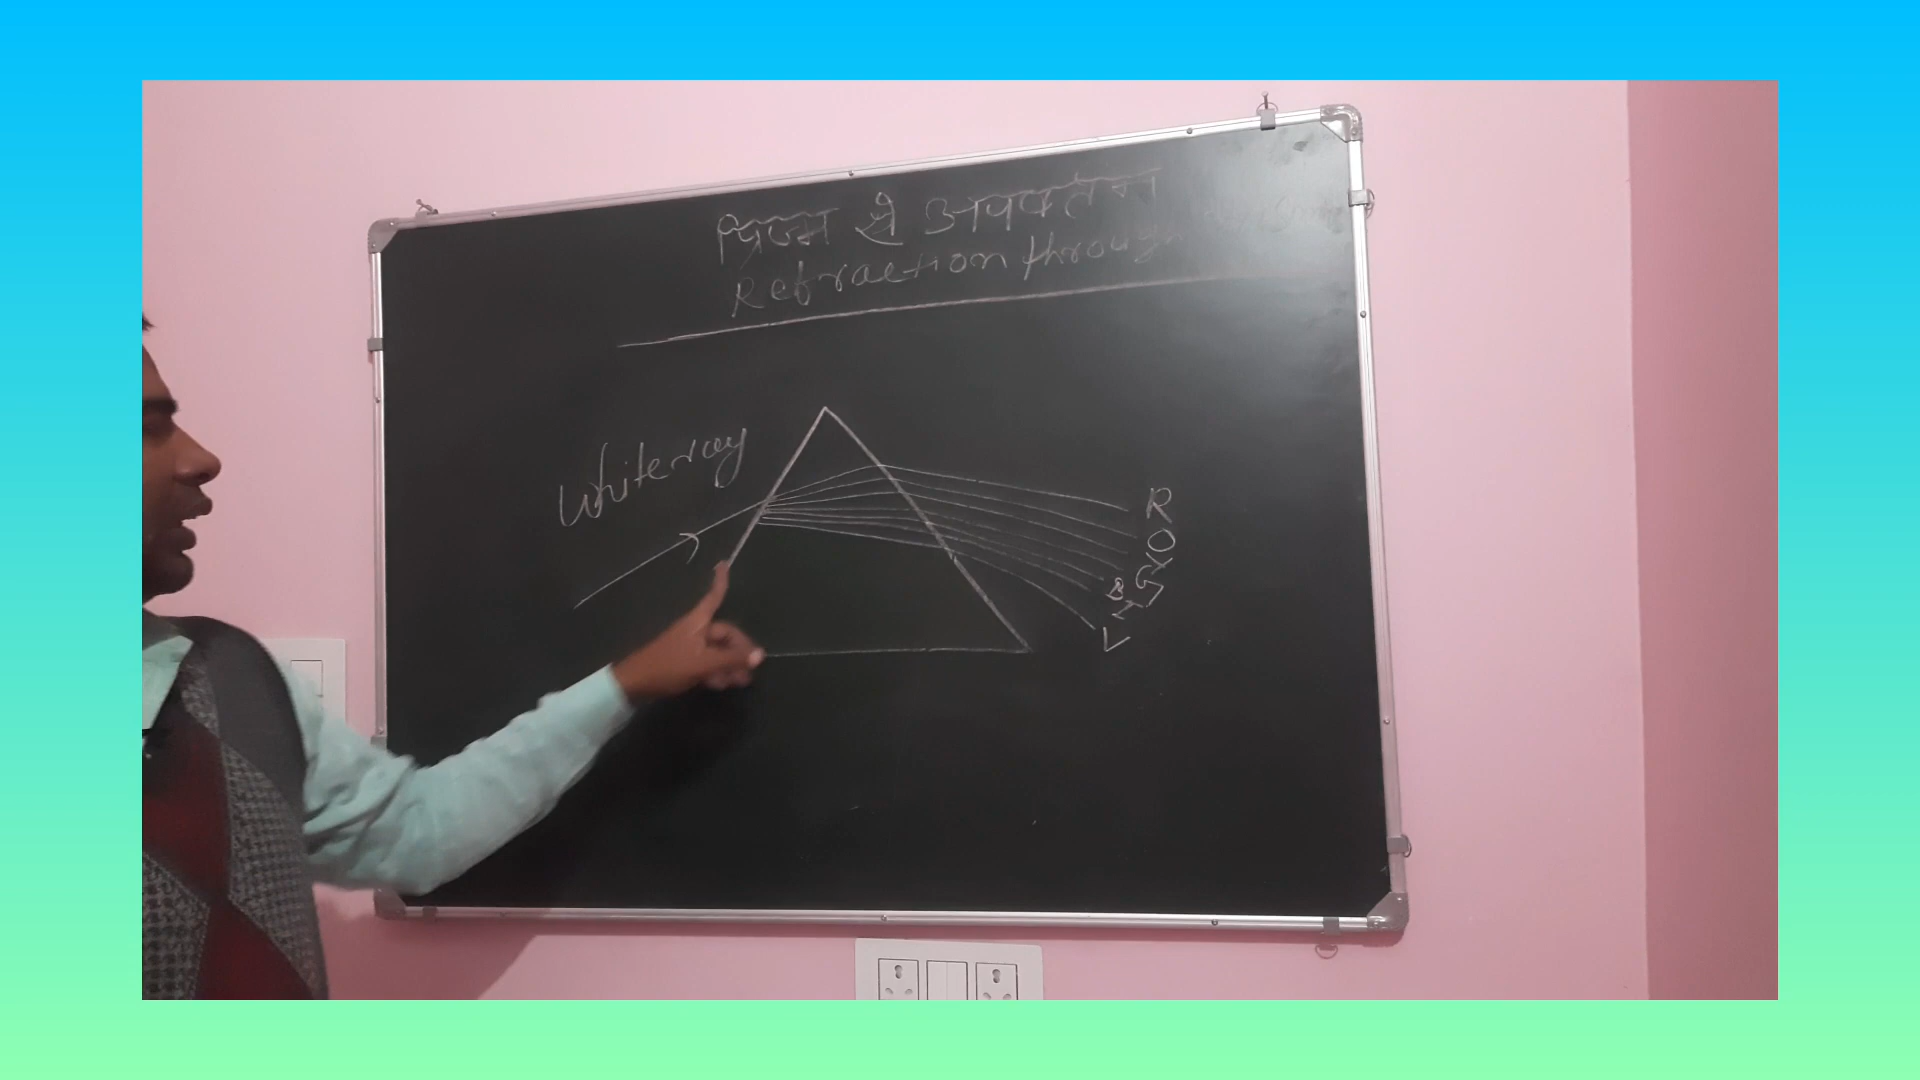 प्रिज्म से अपवर्तन
Refraction through
White ray
R
O
Y
G
B
I
V